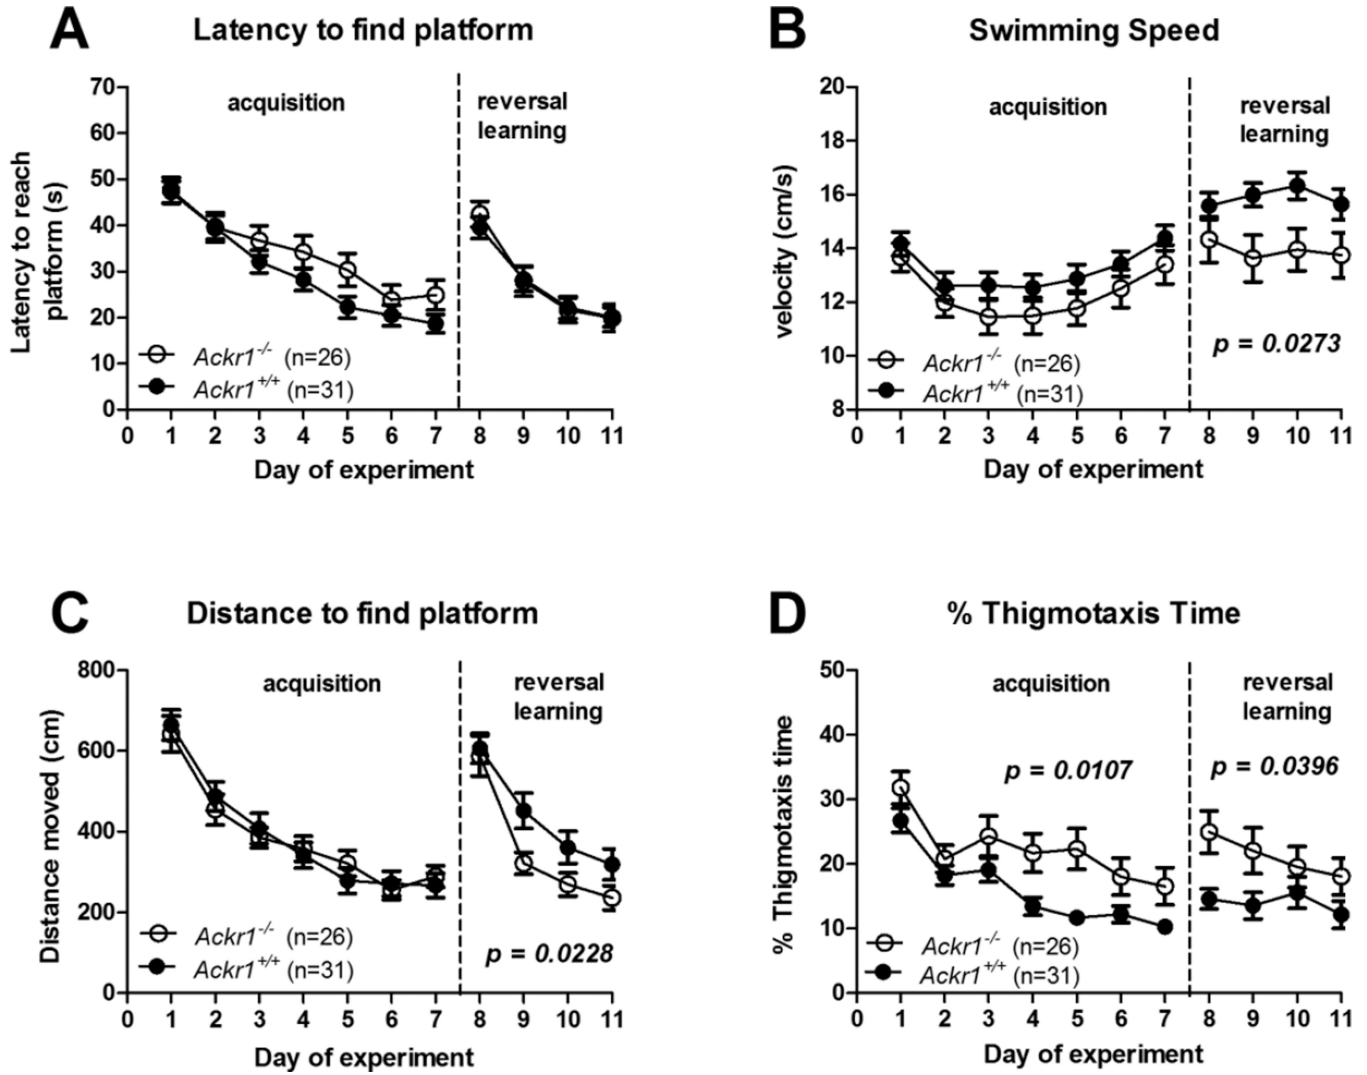 A
Latency to find platform
Latency to reach
platform (s)
70
60
50
40
30
20
10
0
acquisition
reversal
learning
Ackr1-/- (n=26)
Ackr1+/+ (n=31)
0 1 2 3 4 5 6 7 8 9 10 11
Day of experiment
B
Swimming Speed
velocity (cm/s)
20
18
16
14
12
10
8
acquisition
reversal
learning
p = 0.0273
Ackr1-/- (n=26)
Ackr1+/+ (n=31)
0 1 2 3 4 5 6 7 8 9 10 11
Day of experiment
C
Distance to find platform
Distance moved (cm)
800
600
400
200
0
acquisition
reversal
learning
Ackr1-/- (n=26)
Ackr1+/+ (n=31)
p = 0.0228
0 1 2 3 4 5 6 7 8 9 10 11
Day of experiment
D
% Thigmotaxis Time
% Thigmotaxis time
50
40
30
20
10
0
acquisition
reversal
learning
p = 0.0107
p = 0.0396
Ackr1-/- (n=26)
Ackr1+/+ (n=31)
0 1 2 3 4 5 6 7 8 9 10 11
Day of experiment